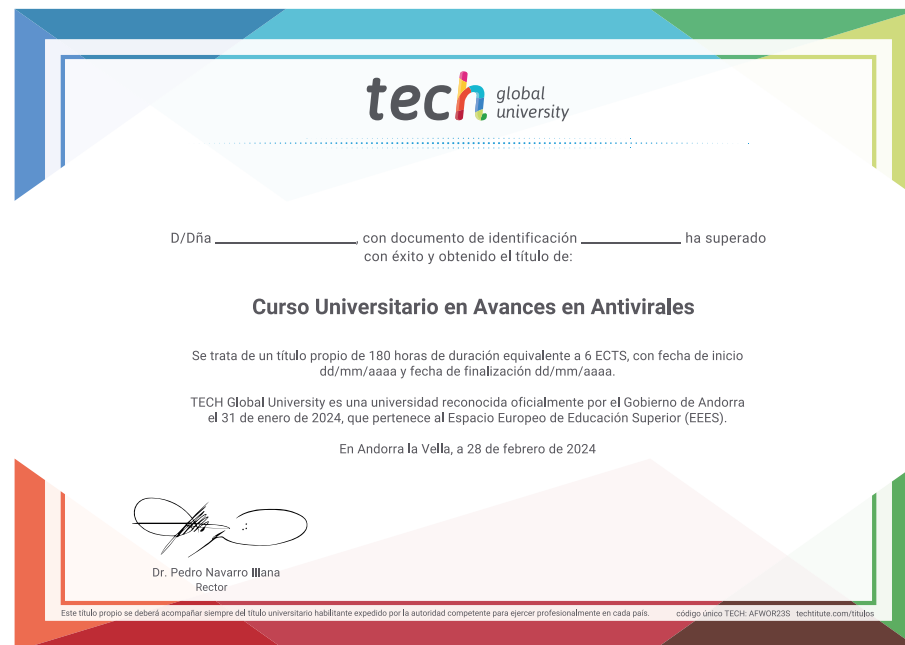 tech global
university
D/Dña ____________________, con documento de identificación ______________ ha superado
con éxito y obtenido el título de:
Curso Universitario en Avances en Antivirales
Se trata de un título propio de 180 horas de duración equivalente a 6 ECTS, con fecha de inicio
dd/mm/aaaa y fecha de finalización dd/mm/aaaa.
TECH Global University es una universidad reconocida oficialmente por el Gobierno de Andorra
el 31 de enero de 2024, que pertenece al Espacio Europeo de Educación Superior (EEES).
En Andorra la Vella, a 28 de febrero de 2024
Dr. Pedro Navarro Illana
Rector
Este título propio se deberá acompañar siempre del título universitario habilitante expedido por la autoridad competente para ejercer profesionalmente en cada país. código único TECH: AFWOR23S techtitute.com/titulos